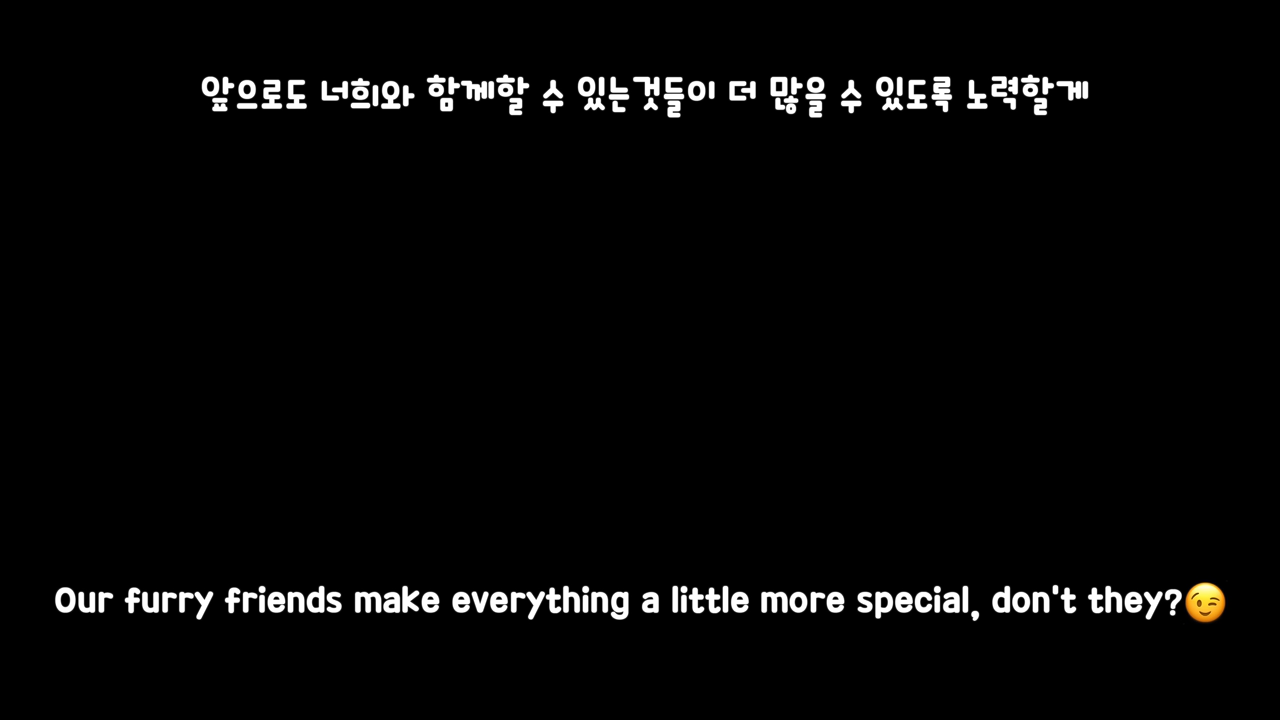 앞으로도 너희와 함께할 수 있는것들이 더 많을 수 있도록 노력할게
Our furry friends make everything a little more special, don't they?😉